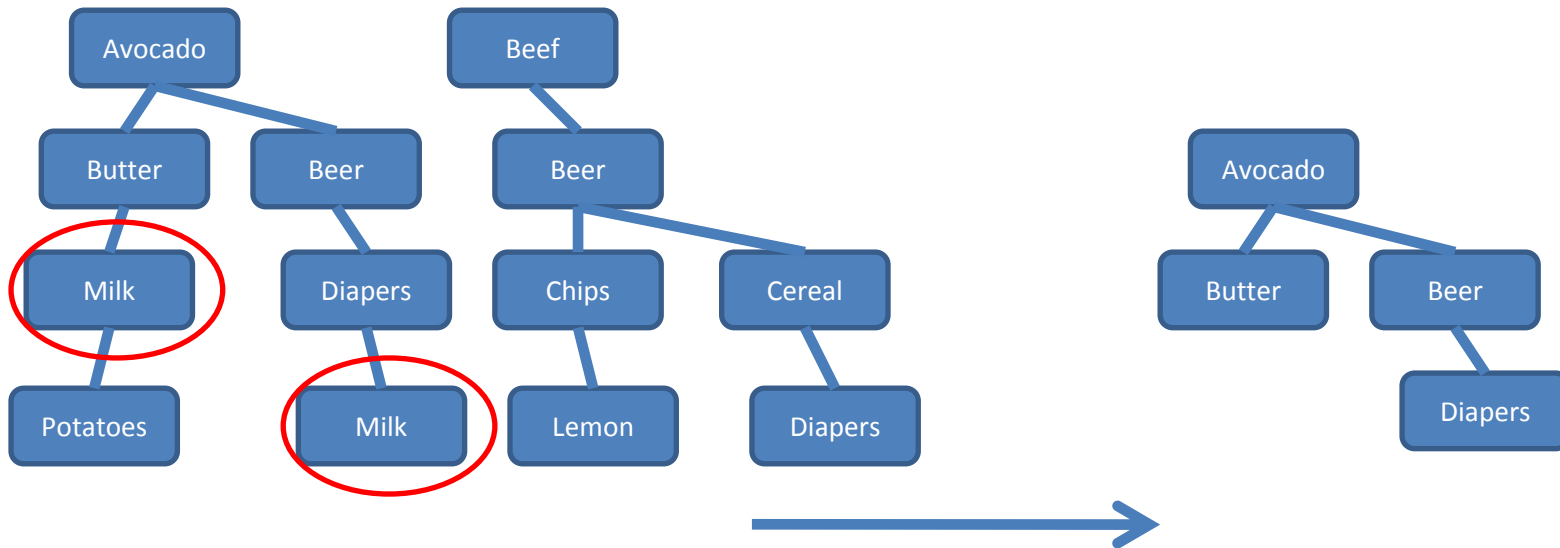 Avocado
Beef
Butter
Beer
Beer
Avocado
Milk
Diapers
Chips
Cereal
Butter
Beer
Potatoes
Milk
Lemon
Diapers
Diapers